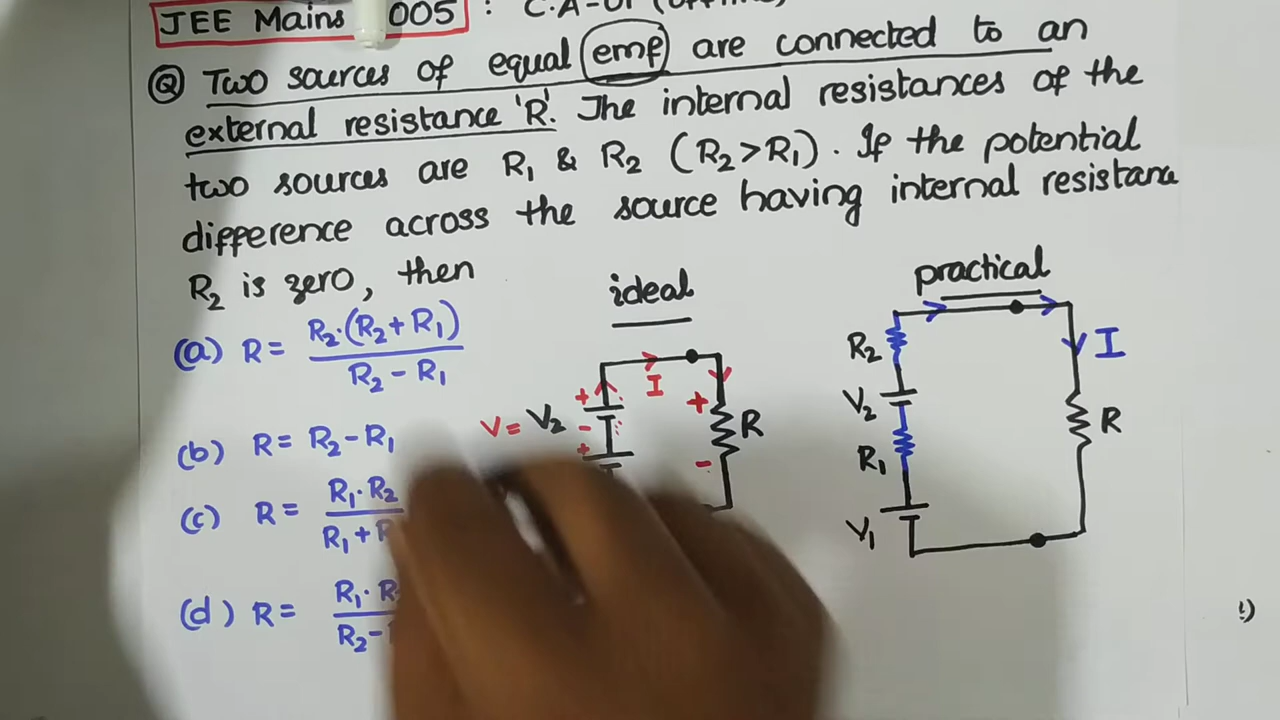 JEE Mains 005 : C.A-01 (
Q Two sources of equal emf are connected to an
external resistance 'R'. The internal resistances of the
two sources are R₁ & R₂ (R₂>R₁). If the potential
difference across the source having internal resistanc
R₂ is zero, then
(a) R = R₂.(R₂+R₁)
R₂ - R₁
(b) R = R₂-R₁
(c) R = R₁.R₂
R₁+R
(d) R = R₁.R
R₂-
ideal
I
+
V = V₂
-
+
+
R
-
practical
R₂
I
V₂
R
R₁
V₁
1)